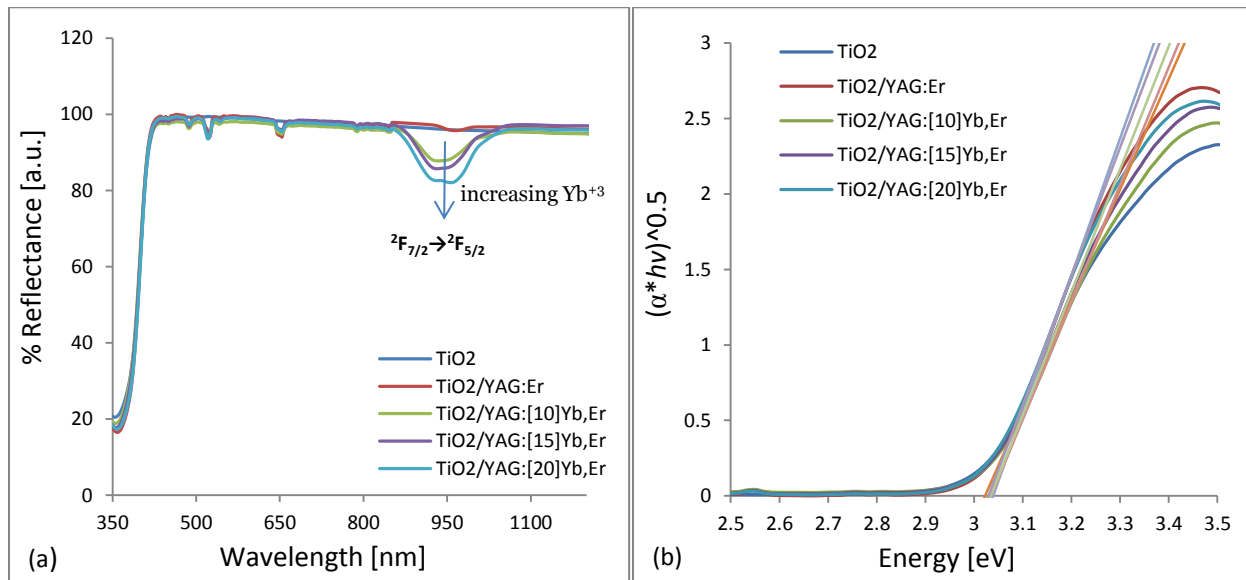 120
100
80
60
40
20
0
% Reflectance [a.u.]
350
500
650
800
950
1100
Wavelength [nm]
(a)
increasing Yb⁺³
²F₇/₂→²F₅/₂
TiO2
TiO2/YAG:Er
TiO2/YAG:[10]Yb,Er
TiO2/YAG:[15]Yb,Er
TiO2/YAG:[20]Yb,Er
3
2.5
2
1.5
1
0.5
0
(α*hν)^0.5
TiO2
TiO2/YAG:Er
TiO2/YAG:[10]Yb,Er
TiO2/YAG:[15]Yb,Er
TiO2/YAG:[20]Yb,Er
2.5
2.6
2.7
2.8
2.9
3
3.1
3.2
3.3
3.4
3.5
Energy [eV]
(b)